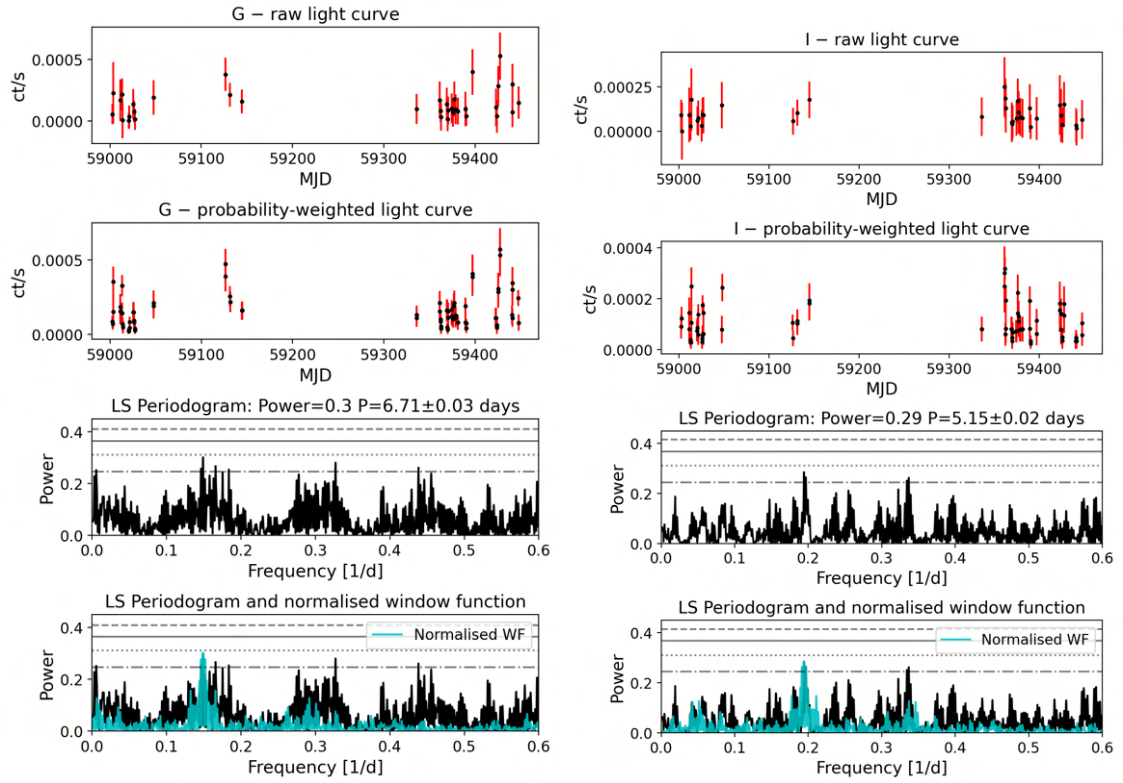 G − raw light curve
ct/s
0.0005
0.0000
59000 59100 59200 59300 59400
MJD
G − probability-weighted light curve
ct/s
0.0005
0.0000
59000 59100 59200 59300 59400
MJD
LS Periodogram: Power=0.3 P=6.71±0.03 days
Power
0.4
0.2
0.0
0.0 0.1 0.2 0.3 0.4 0.5 0.6
Frequency [1/d]
LS Periodogram and normalised window function
Normalised WF
Power
0.4
0.2
0.0
0.0 0.1 0.2 0.3 0.4 0.5 0.6
Frequency [1/d]
I − raw light curve
ct/s
0.00025
0.00000
59000 59100 59200 59300 59400
MJD
I − probability-weighted light curve
ct/s
0.0004
0.0002
0.0000
59000 59100 59200 59300 59400
MJD
LS Periodogram: Power=0.29 P=5.15±0.02 days
Power
0.4
0.2
0.0
0.0 0.1 0.2 0.3 0.4 0.5 0.6
Frequency [1/d]
LS Periodogram and normalised window function
Normalised WF
Power
0.4
0.2
0.0
0.0 0.1 0.2 0.3 0.4 0.5 0.6
Frequency [1/d]